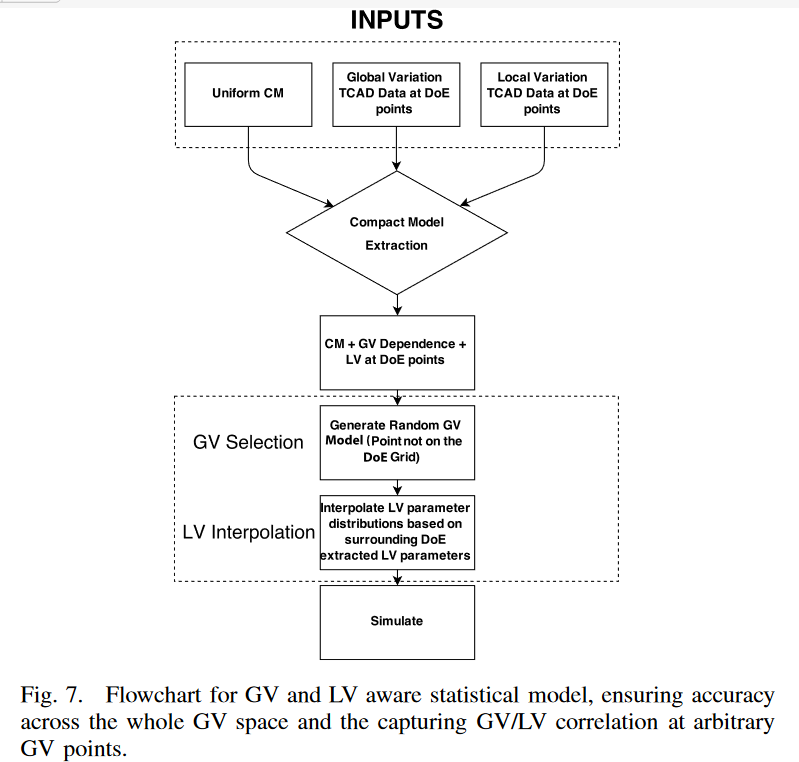 INPUTS
Uniform CM
Global Variation
TCAD Data at DoE
points
Local Variation
TCAD Data at DoE
points
Compact Model
Extraction
CM + GV Dependence +
LV at DoE points
GV Selection
Generate Random GV
Model (Point not on the
DoE Grid)
LV Interpolation
Interpolate LV parameter
distributions based on
surrounding DoE
extracted LV parameters
Simulate
Fig. 7. Flowchart for GV and LV aware statistical model, ensuring accuracy
across the whole GV space and the capturing GV/LV correlation at arbitrary
GV points.